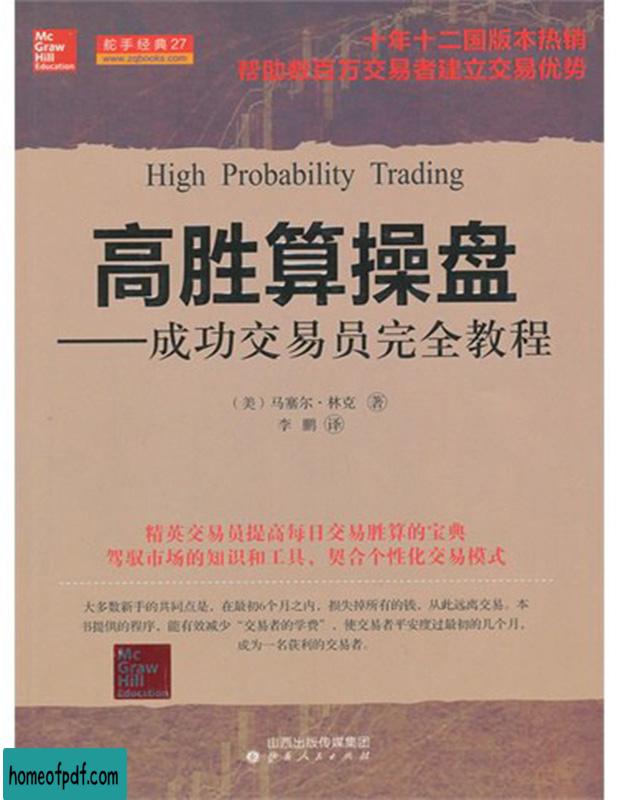 Mc
Graw
Hill
Education
舵手经典 27
www.zqbooks.com
十年十二国版本热销
帮助数百万交易者建立交易优势
High Probability Trading
高胜算操盘
——成功交易员完全教程
（美）马塞尔·林克 著
李 鹏 译
精英交易员提高每日交易胜算的宝典
驾驭市场的知识和工具，契合个性化交易模式
大多数新手的共同点是，在最初6个月之内，损失掉所有的钱，从此远离交易。本
书提供的程序，能有效减少“交易者的学费”，使交易者平安度过最初的几个月，
成为一名获利的交易者。
Mc
Graw
Hill
Education
山西出版传媒集团
山西人民出版社
homeofpdf.com